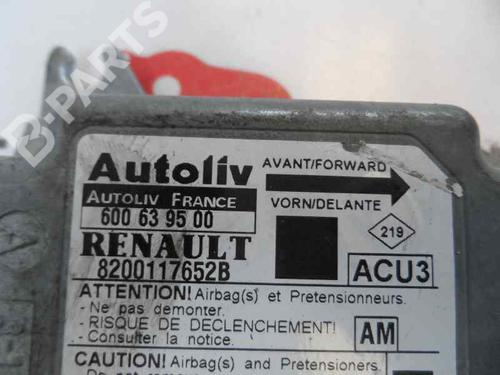 B-PARTS
Autoliv
AVANT/FORWARD
AUTOLIV FRANCE
VORN/DELANTE
600 63 95 00
219
RENAULT
8200117652B
ACU3
ATTENTION! Airbag(s) et Pretensionneurs.
- Ne pas demonter.
- RISQUE DE DECLENCHEMENT!
AM
- Consulter la notice.
CAUTION! Airbag(s) and Pretensioners.